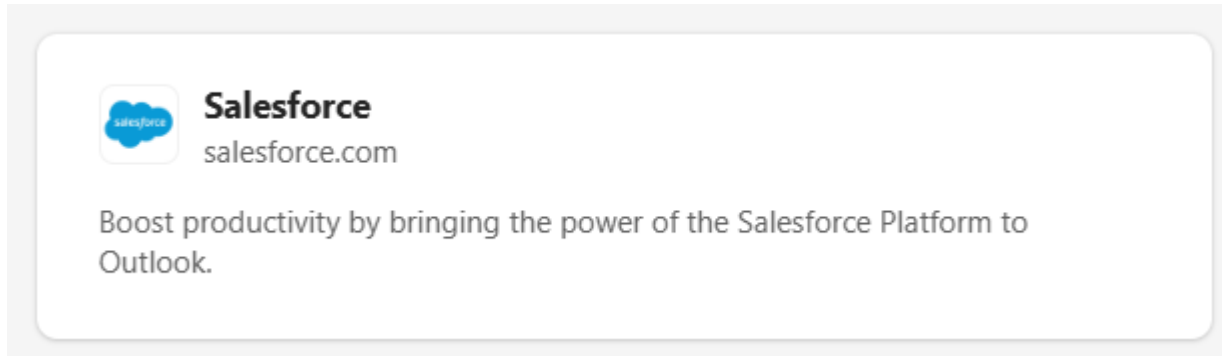 salesforce
Salesforce
salesforce.com
Boost productivity by bringing the power of the Salesforce Platform to
Outlook.